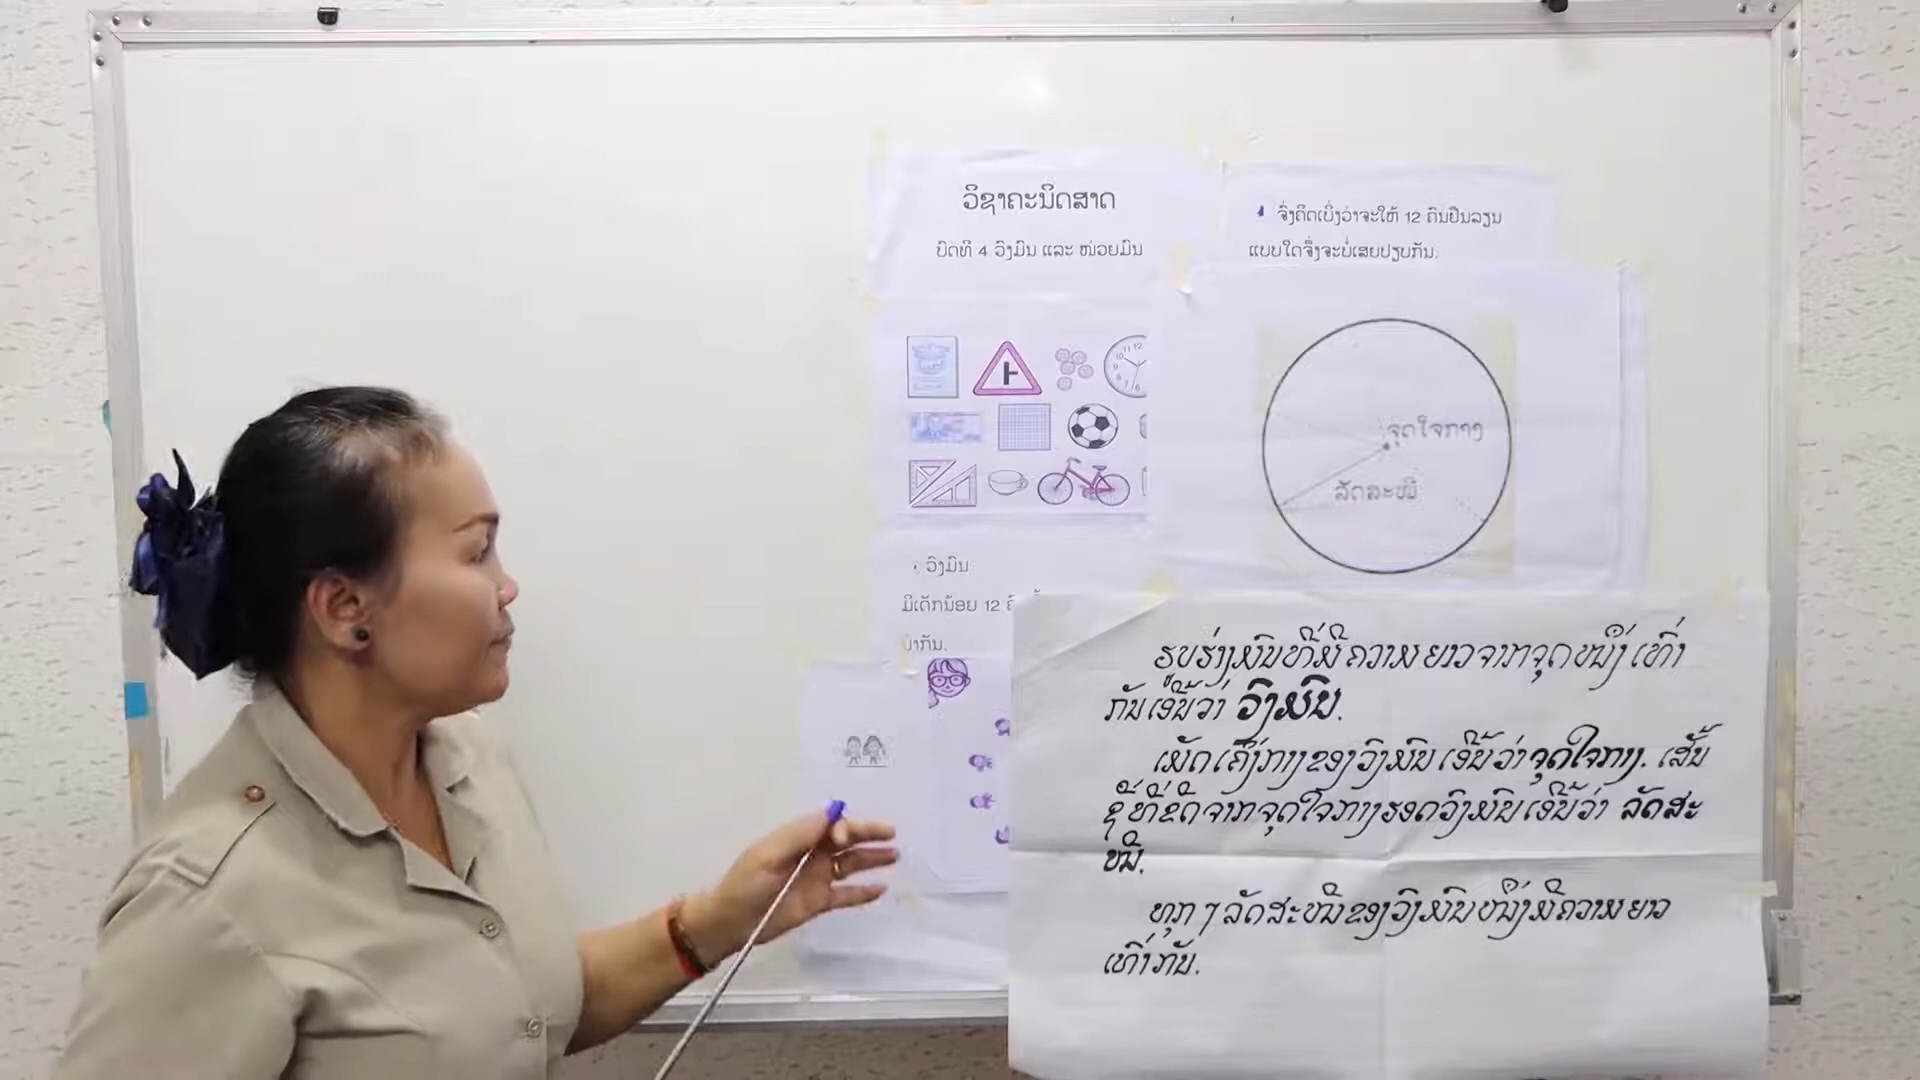 ວິຊາຄະນິດສາດ
ບົດທີ 4 ວົງມົນ ແລະ ໜ່ວຍມົນ
ຈົ່ງຄິດເບິ່ງວ່າຈະໃຫ້ 12 ຄົນຢືນລຽນ
ແບບໃດຈຶ່ງຈະບໍ່ເສຍປຽບກັນ.
ຈຸດໃຈກາງ
ລັດສະໝີ
ວົງມົນ
ມີເດັກນ້ອຍ 12
ປາກັນ.
ຮູບຮ່າງມົນທີ່ມີຄວາມຍາວຈາກຈຸດໜຶ່ງເທົ່າ
ກັນເອີ້ນວ່າ ວົງມົນ.
ເມັດເຄິ່ງກາງຂອງວົງມົນເອີ້ນວ່າຈຸດໃຈກາງ. ເສັ້ນ
ຊື່ທີ່ຂີດຈາກຈຸດໃຈກາງຮອດວົງມົນເອີ້ນວ່າ ລັດສະ
ໝີ.
ທຸກໆລັດສະໝີຂອງວົງມົນໜຶ່ງມີຄວາມຍາວ
ເທົ່າກັນ.